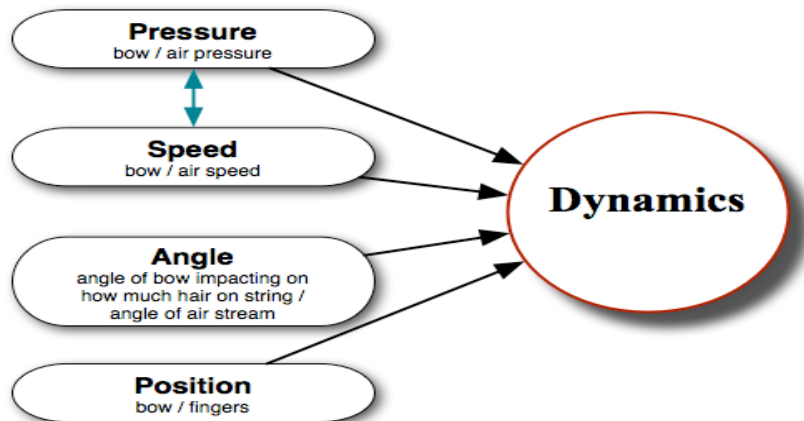 Pressure
bow / air pressure
Speed
bow / air speed
Angle
angle of bow impacting on
how much hair on string /
angle of air stream
Position
bow / fingers
Dynamics